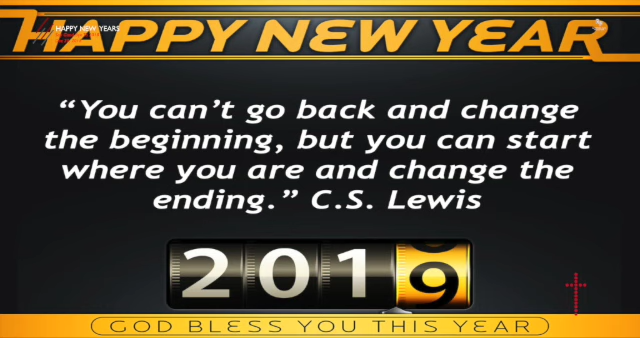 HAPPY NEW YEAR
HAPPY NEW YEARS
“You can’t go back and change
the beginning, but you can start
where you are and change the
ending.” C.S. Lewis
2019
GOD BLESS YOU THIS YEAR